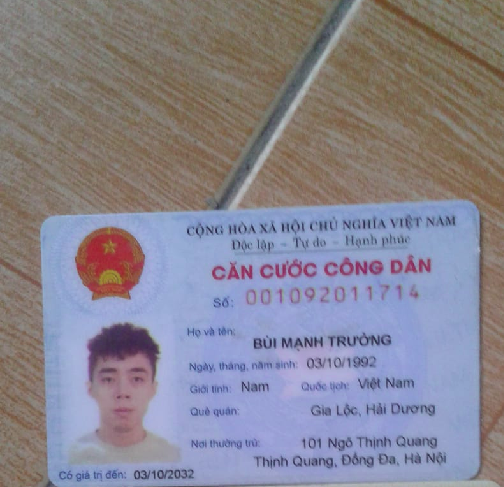 CỘNG HÒA XÃ HỘI CHỦ NGHĨA VIỆT NAM
Độc lập – Tự do – Hạnh phúc
CĂN CƯỚC CÔNG DÂN
Số: 001092011714
Họ và tên:
BÙI MẠNH TRƯỞNG
Ngày, tháng, năm sinh: 03/10/1992
Giới tính: Nam Quốc tịch: Việt Nam
Quê quán: Gia Lộc, Hải Dương
Nơi thường trú: 101 Ngõ Thịnh Quang
Thịnh Quang, Đống Đa, Hà Nội
Có giá trị đến: 03/10/2032